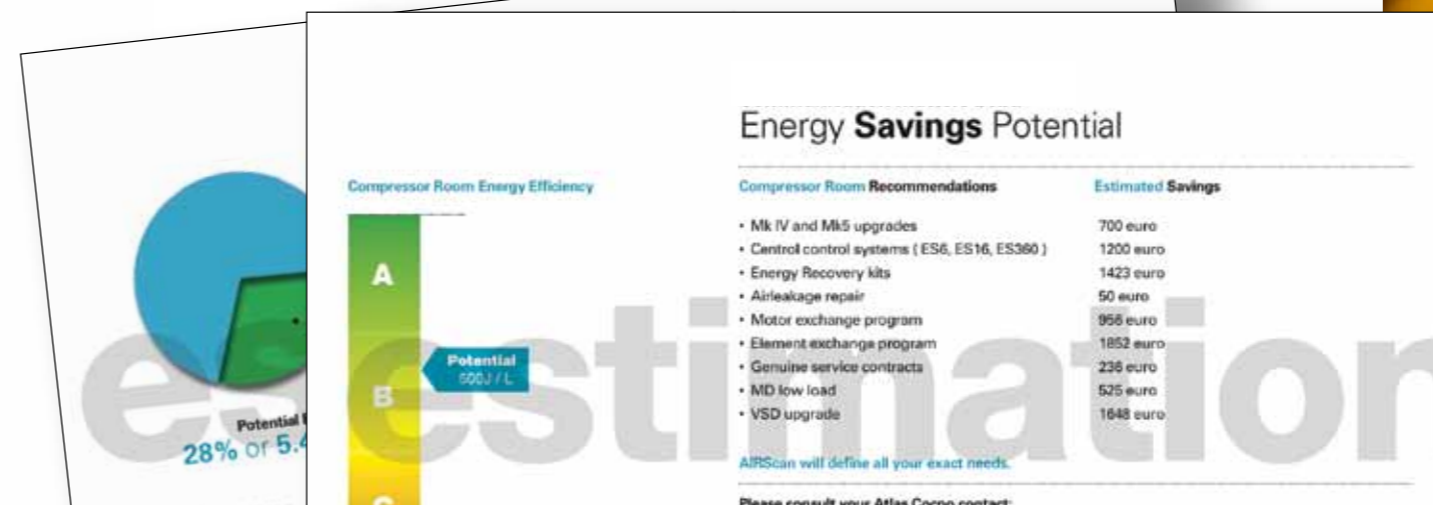 Energy Savings Potential
Compressor Room Energy Efficiency
Compressor Room Recommendations
Estimated Savings
• Mk IV and Mk5 upgrades 700 euro
• Central control systems ( ES6, ES16, ES360 ) 1200 euro
• Energy Recovery kits 1423 euro
• Airleakage repair 50 euro
• Motor exchange program 956 euro
• Element exchange program 1852 euro
• Genuine service contracts 236 euro
• MD low load 525 euro
• VSD upgrade 1648 euro
AIRScan will define all your exact needs.
Please consult your Atlas Copco contact:
A
Potential
600J / L
B
C
Potential
28% or 5.4
es
estimation